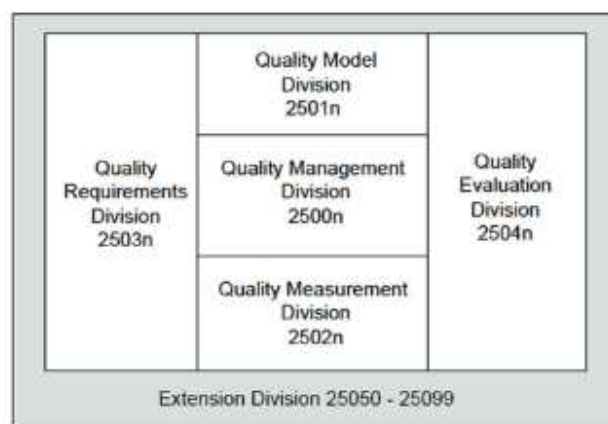 Quality Requirements
Division
2503n
Quality Model
Division
2501n
Quality Management
Division
2500n
Quality Measurement
Division
2502n
Quality
Evaluation
Division
2504n
Extension Division 25050 - 25099